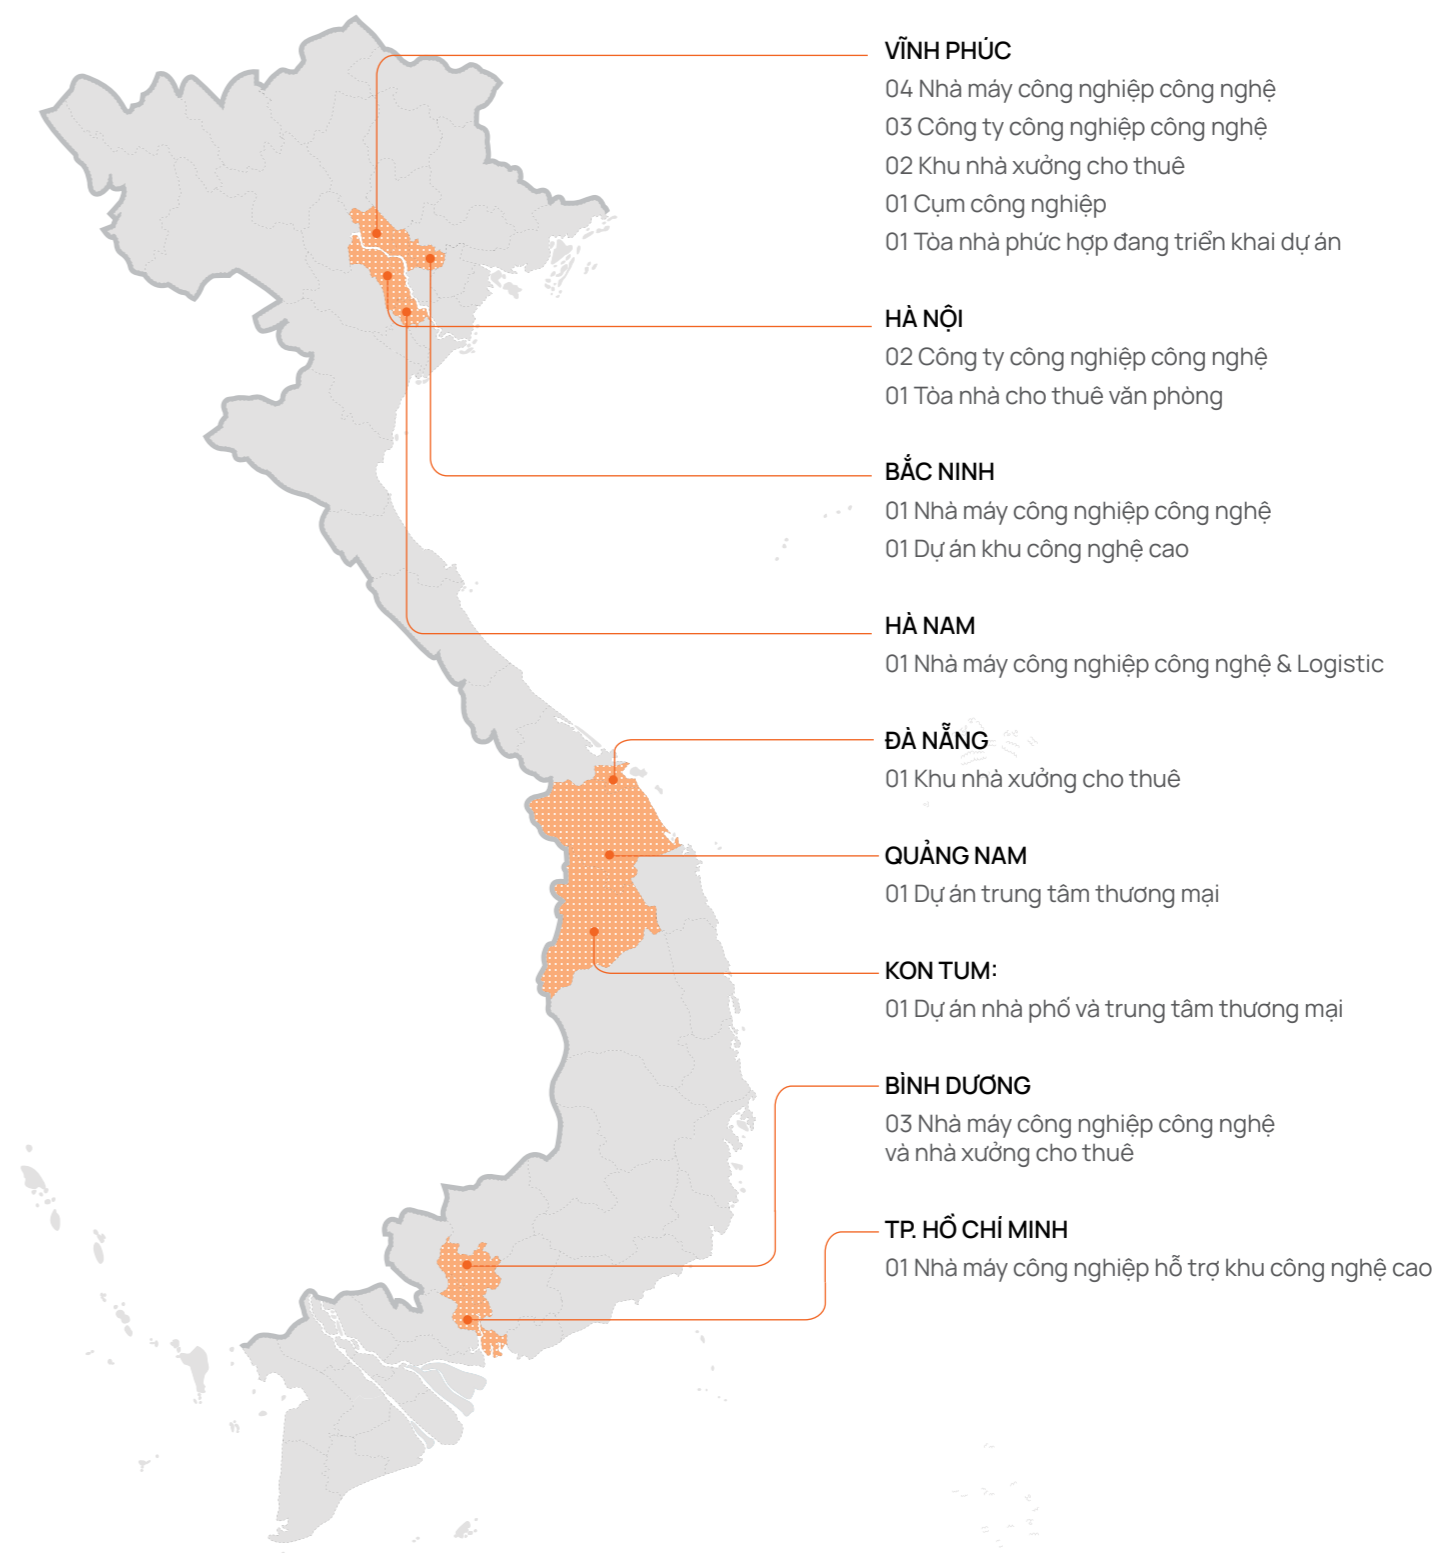 VĨNH PHÚC
04 Nhà máy công nghiệp công nghệ
03 Công ty công nghiệp công nghệ
02 Khu nhà xưởng cho thuê
01 Cụm công nghiệp
01 Tòa nhà phức hợp đang triển khai dự án
HÀ NỘI
02 Công ty công nghiệp công nghệ
01 Tòa nhà cho thuê văn phòng
BẮC NINH
01 Nhà máy công nghiệp công nghệ
01 Dự án khu công nghệ cao
HÀ NAM
01 Nhà máy công nghiệp công nghệ & Logistic
ĐÀ NẴNG
01 Khu nhà xưởng cho thuê
QUẢNG NAM
01 Dự án trung tâm thương mại
KON TUM:
01 Dự án nhà phố và trung tâm thương mại
BÌNH DƯƠNG
03 Nhà máy công nghiệp công nghệ
và nhà xưởng cho thuê
TP. HỒ CHÍ MINH
01 Nhà máy công nghiệp hỗ trợ khu công nghệ cao